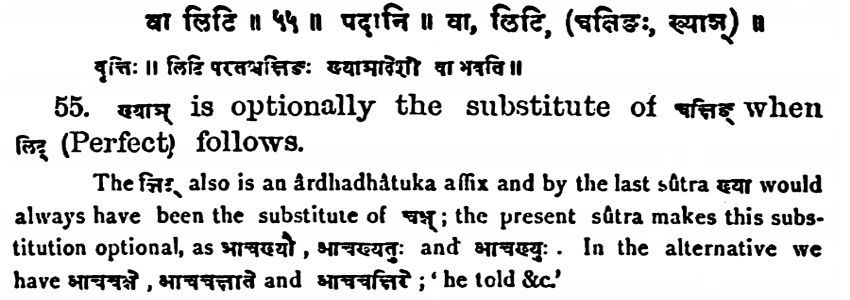 वा लिटि ॥ ५५ ॥ पदानि ॥ वा, लिटि, (चक्षिङः, ख्याञ्) ॥
वृत्तिः ॥ लिटि परतश्चक्षिङः ख्याञादेशो वा भवति ॥
55. ख्याञ् is optionally the substitute of चक्षिङ् when
लिट् (Perfect) follows.
The लिट् also is an ârdhadhâtuka affix and by the last sûtra ख्या would
always have been the substitute of चक्ष् ; the present sûtra makes this subs-
titution optional, as आचख्यौ , आचख्यतुः and आचख्युः . In the alternative we
have आचचक्षे , आचचक्षाते and आचचक्षिरे ; ' he told &c.'